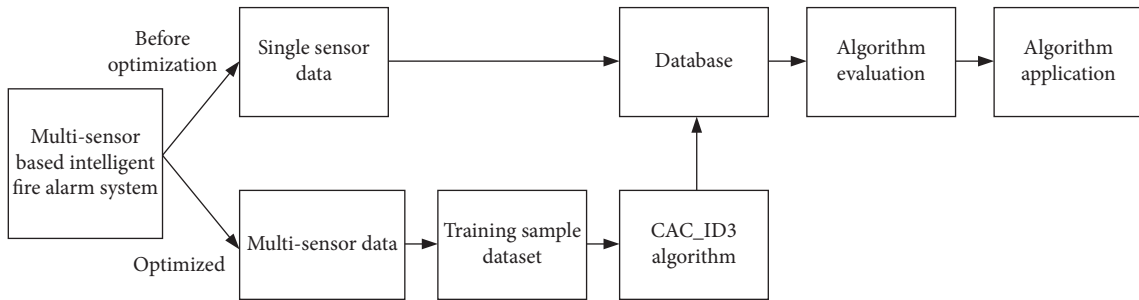 Before
optimization
Single sensor
data
Database
Algorithm
evaluation
Algorithm
application
Multi-sensor
based intelligent
fire alarm system
Optimized
Multi-sensor data
Training sample
dataset
CAC_ID3
algorithm